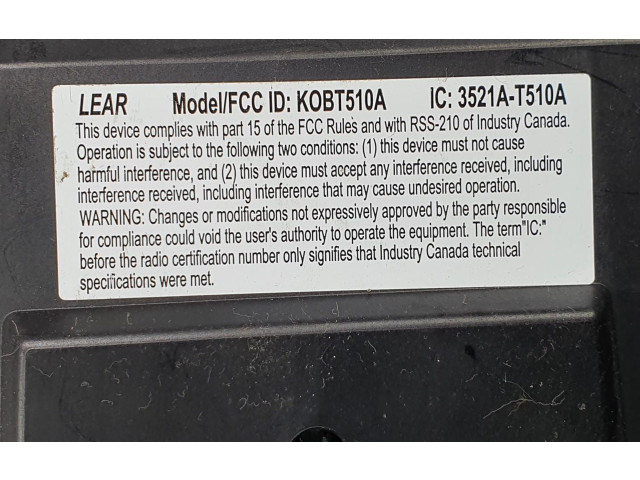 LEAR Model/FCC ID: KOBT510A IC: 3521A-T510A
This device complies with part 15 of the FCC Rules and with RSS-210 of Industry Canada.
Operation is subject to the following two conditions: (1) this device must not cause
harmful interference, and (2) this device must accept any interference received, including
interference received, including interference that may cause undesired operation.
WARNING: Changes or modifications not expressively approved by the party responsible
for compliance could void the user's authority to operate the equipment. The term"IC:"
before the radio certification number only signifies that Industry Canada technical
specifications were met.